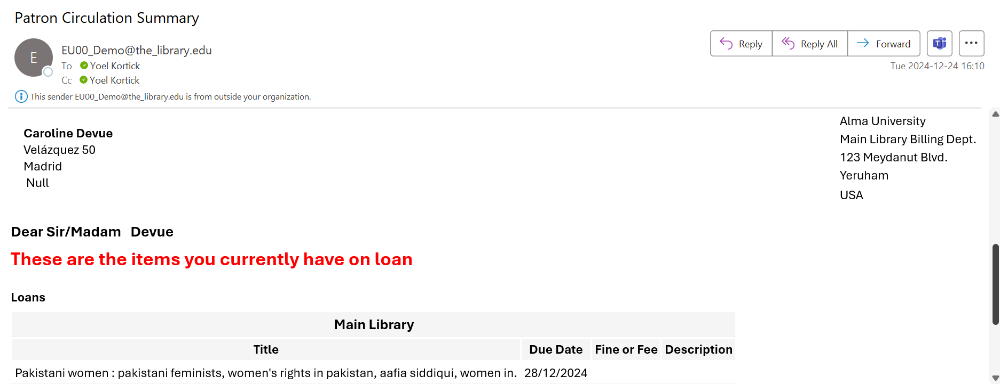 Patron Circulation Summary
E
EU00_Demo@the_library.edu
To Yoel Kortick
Cc Yoel Kortick
Reply
Reply All
Forward
Tue 2024-12-24 16:10
This sender EU00_Demo@the_library.edu is from outside your organization.
Caroline Devue
Velázquez 50
Madrid
Null
Alma University
Main Library Billing Dept.
123 Meydanut Blvd.
Yeruham
USA
Dear Sir/Madam Devue
These are the items you currently have on loan
Loans
Main Library
Title Due Date Fine or Fee Description
Pakistani women : pakistani feminists, women's rights in pakistan, aafia siddiqui, women in. 28/12/2024